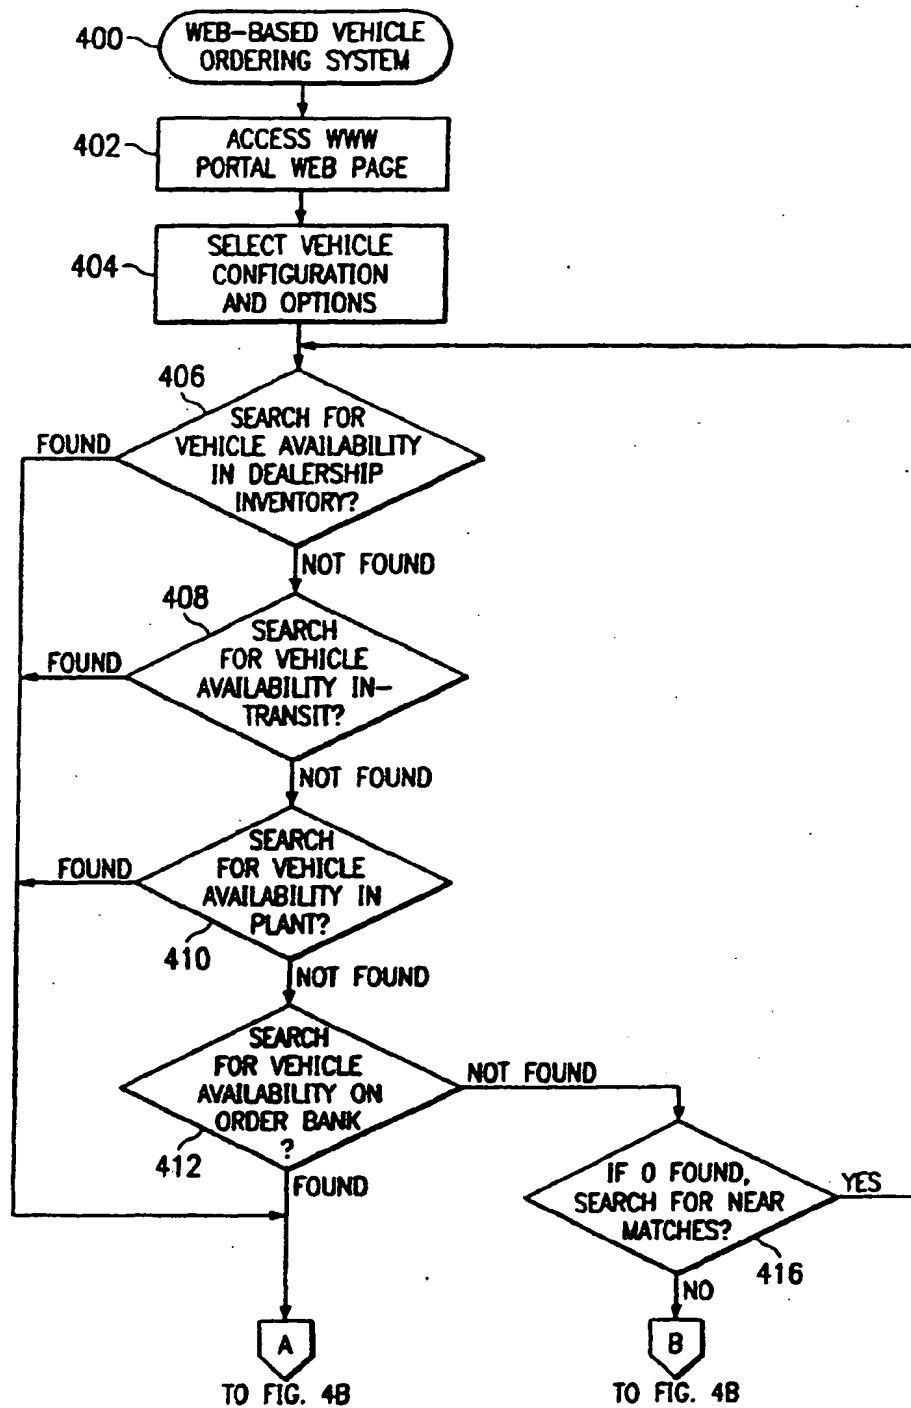 400
WEB-BASED VEHICLE
ORDERING SYSTEM
402
ACCESS WWW
PORTAL WEB PAGE
404
SELECT VEHICLE
CONFIGURATION
AND OPTIONS
406
SEARCH FOR
VEHICLE AVAILABILITY
IN DEALERSHIP
INVENTORY?
FOUND
NOT FOUND
408
SEARCH
FOR VEHICLE
AVAILABILITY IN-
TRANSIT?
FOUND
NOT FOUND
SEARCH
FOR VEHICLE
AVAILABILITY IN
PLANT?
FOUND
410
NOT FOUND
SEARCH
FOR VEHICLE
AVAILABILITY ON
ORDER BANK
?
412
NOT FOUND
FOUND
IF 0 FOUND,
SEARCH FOR NEAR
MATCHES?
YES
416
NO
A
TO FIG. 4B
B
TO FIG. 4B